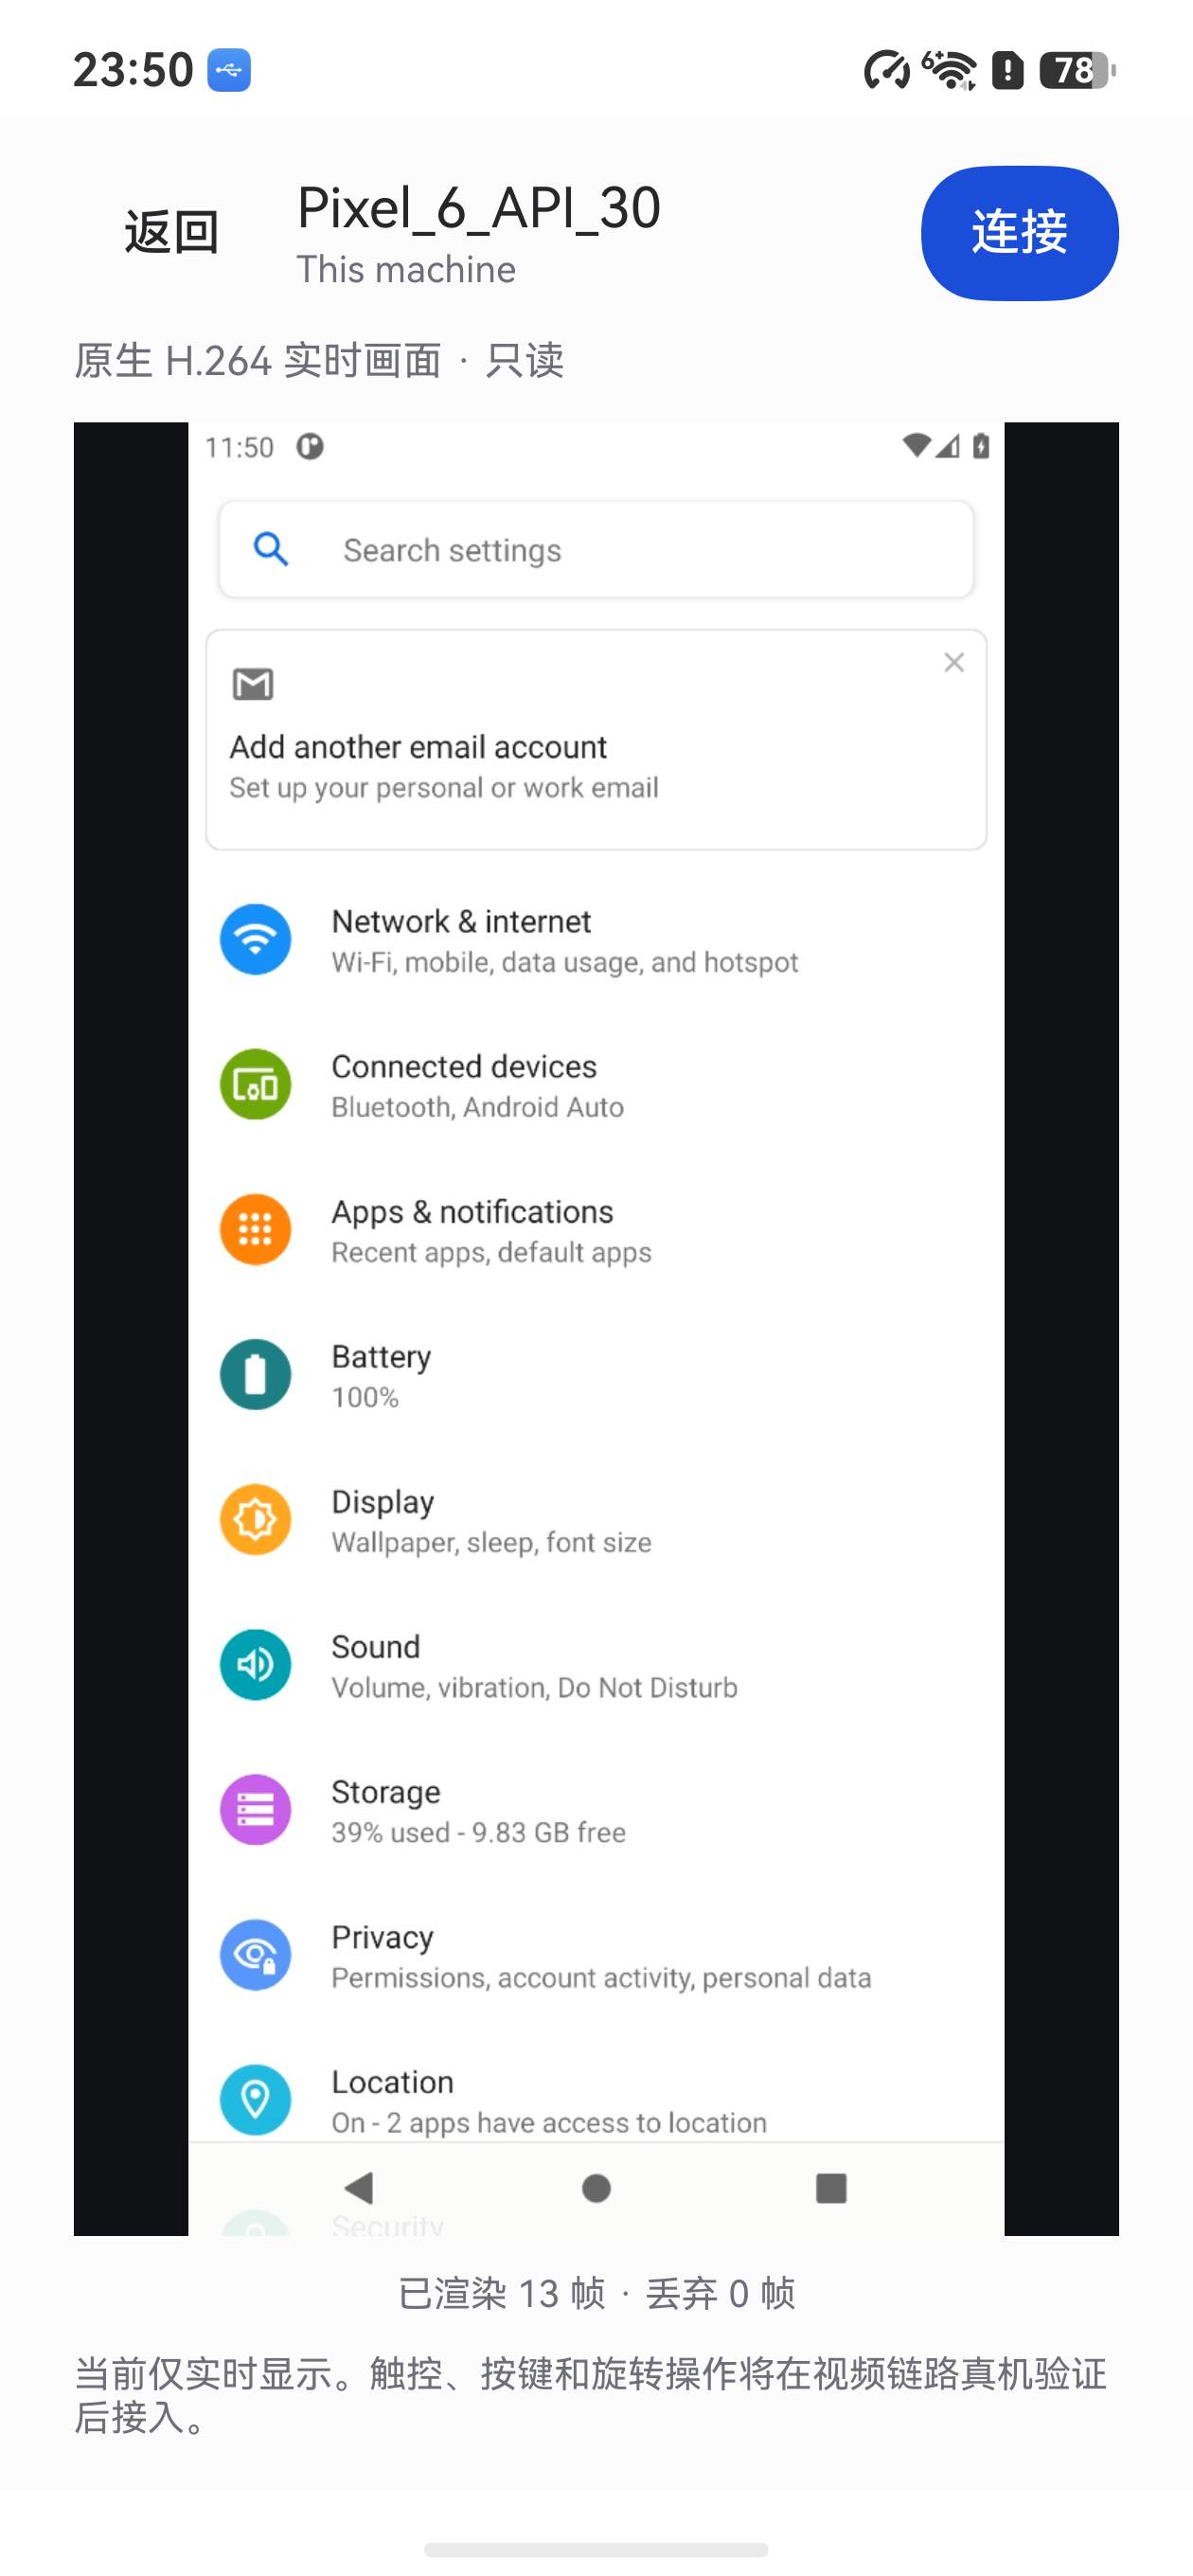 23:50
6+
78
返回
Pixel_6_API_30
This machine
连接
原生 H.264 实时画面 · 只读
11:50
Search settings
Add another email account
Set up your personal or work email
Network & internet
Wi-Fi, mobile, data usage, and hotspot
Connected devices
Bluetooth, Android Auto
Apps & notifications
Recent apps, default apps
Battery
100%
Display
Wallpaper, sleep, font size
Sound
Volume, vibration, Do Not Disturb
Storage
39% used - 9.83 GB free
Privacy
Permissions, account activity, personal data
Location
On - 2 apps have access to location
Security
已渲染 13 帧 · 丢弃 0 帧
当前仅实时显示。触控、按键和旋转操作将在视频链路真机验证
后接入。